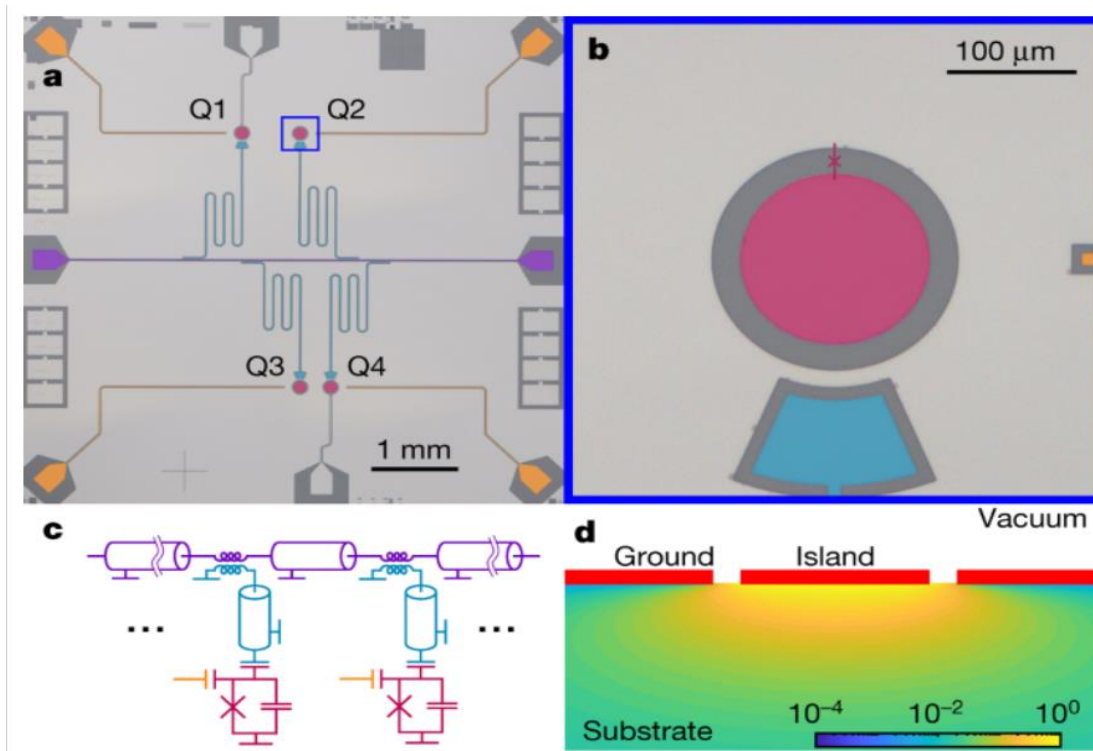 a
Q1
Q2
Q3
Q4
1 mm
b
100 μm
c
...
...
d
Vacuum
Ground
Island
Substrate
10⁻⁴
10⁻²
10⁰